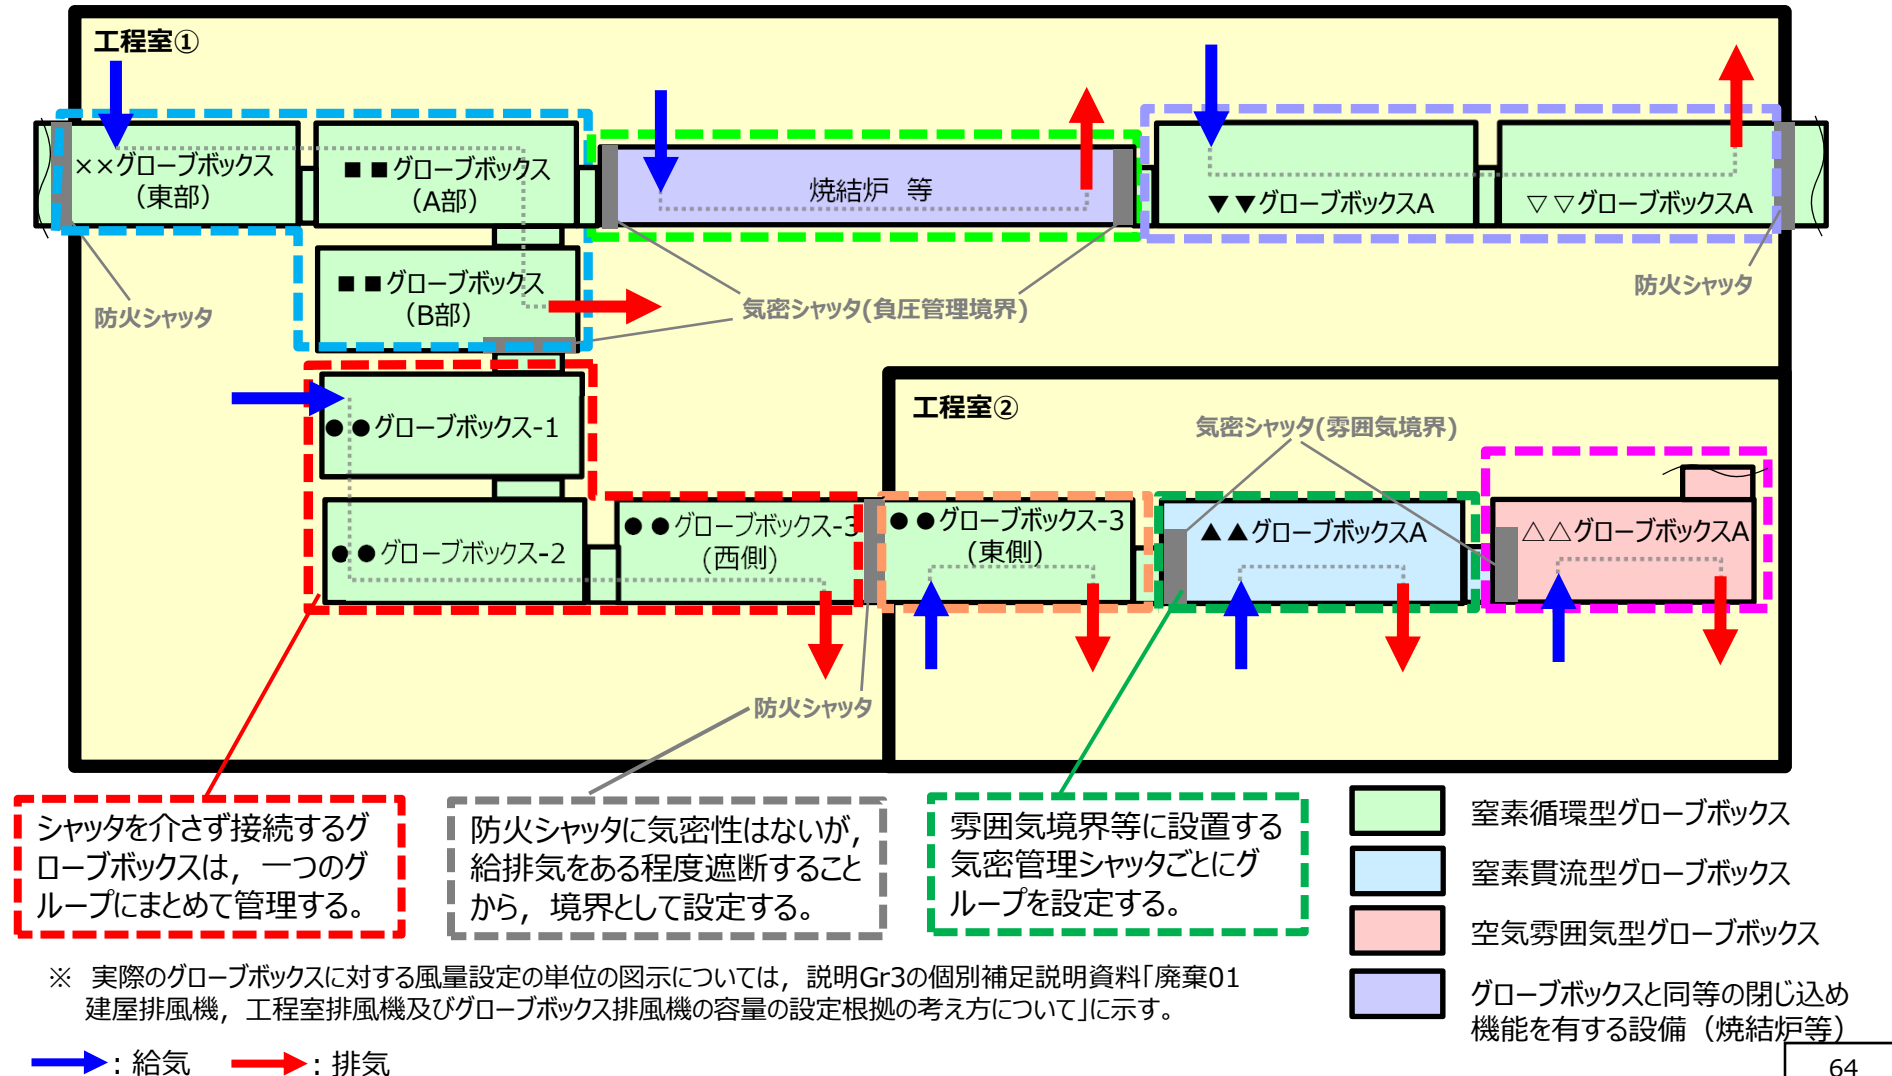 工程室①
××グローブボックス
（東部）
■■グローブボックス
（A部）
焼結炉 等
▼▼グローブボックスA
▽▽グローブボックスA
■■グローブボックス
（B部）
防火シャッタ
気密シャッタ(負圧管理境界)
防火シャッタ
●●グローブボックス-1
工程室②
気密シャッタ(雰囲気境界)
●●グローブボックス-2
●●グローブボックス-3
（西側）
●●グローブボックス-3
（東側）
▲▲グローブボックスA
△△グローブボックスA
防火シャッタ
シャッタを介さず接続するグ
ローブボックスは，一つのグ
ループにまとめて管理する。
防火シャッタに気密性はないが，
給排気をある程度遮断すること
から，境界として設定する。
雰囲気境界等に設置する
気密管理シャッタごとにグ
ループを設定する。
窒素循環型グローブボックス
窒素貫流型グローブボックス
空気雰囲気型グローブボックス
グローブボックスと同等の閉じ込め
機能を有する設備（焼結炉等）
※ 実際のグローブボックスに対する風量設定の単位の図示については，説明Gr3の個別補足説明資料「廃棄01
建屋排風機，工程室排風機及びグローブボックス排風機の容量の設定根拠の考え方について」に示す。
：給気 ：排気
64